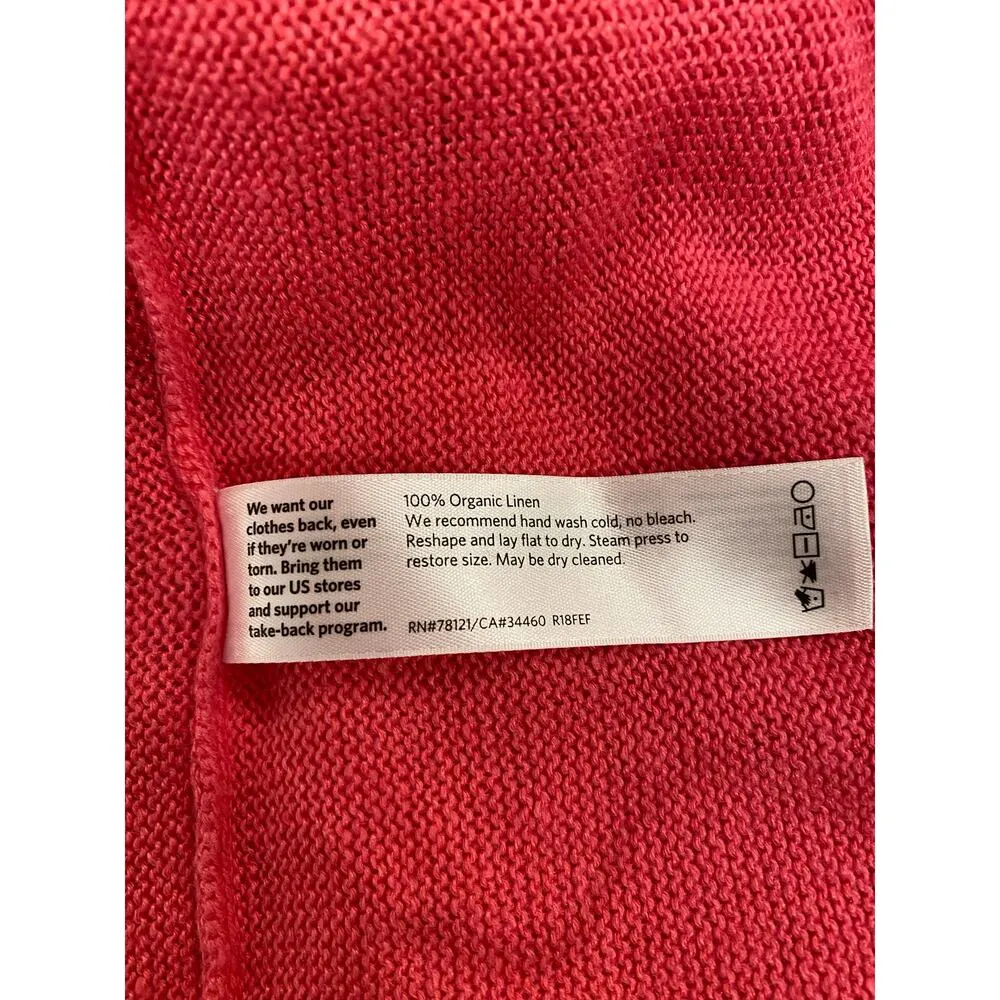 We want our
clothes back, even
if they're worn or
torn. Bring them
to our US stores
and support our
take-back program.
100% Organic Linen
We recommend hand wash cold, no bleach.
Reshape and lay flat to dry. Steam press to
restore size. May be dry cleaned.
RN#78121/CA#34460 R18FEF